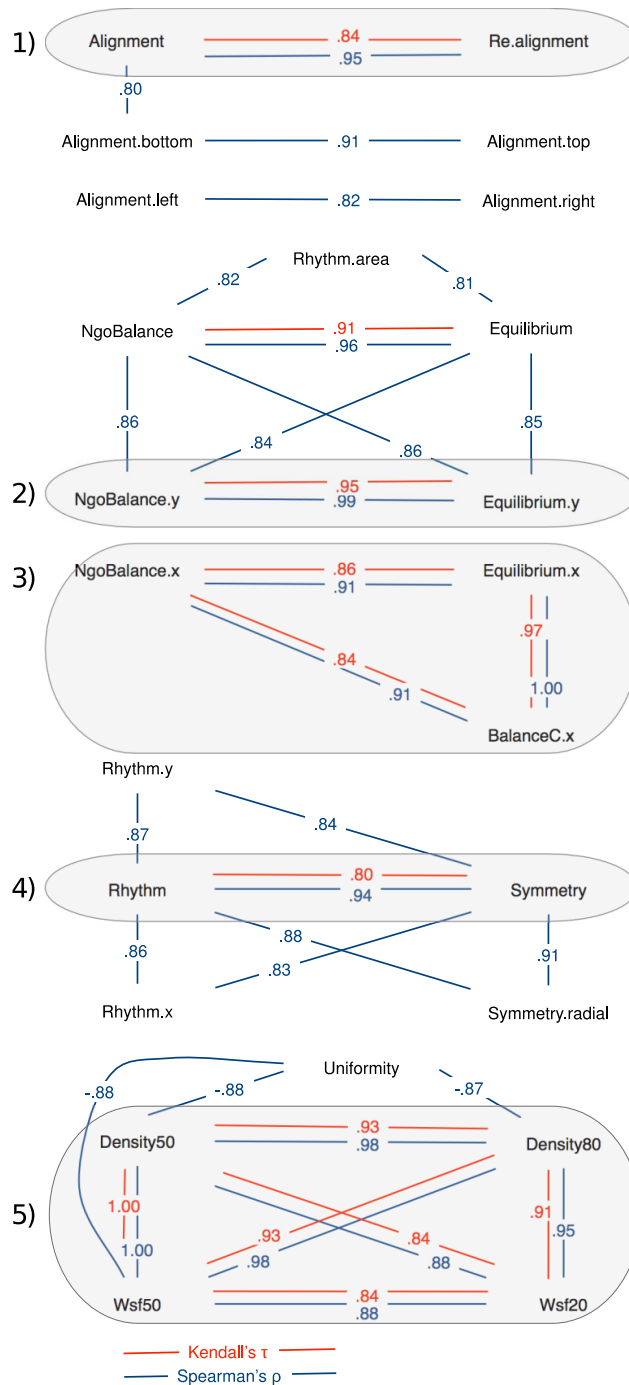 1) Alignment .84 Re.alignment
.95
.80
Alignment.bottom .91 Alignment.top
Alignment.left .82 Alignment.right
Rhythm.area
.82 .81
NgoBalance .91 Equilibrium
.96
.86 .84 .86 .85
2) NgoBalance.y .95 Equilibrium.y
.99
3) NgoBalance.x .86 Equilibrium.x
.91
.97
.84
.91 1.00
BalanceC.x
Rhythm.y
.87 .84
4) Rhythm .80 Symmetry
.94
.86 .88 .83 .91
Rhythm.x Symmetry.radial
Uniformity
-.88 -.88 -.87
Density50 .93 Density80
.98
5) 1.00 .93 .84 .91
1.00 .98 .88 .95
Wsf50 .84 Wsf20
.88
Kendall's τ
Spearman's ρ